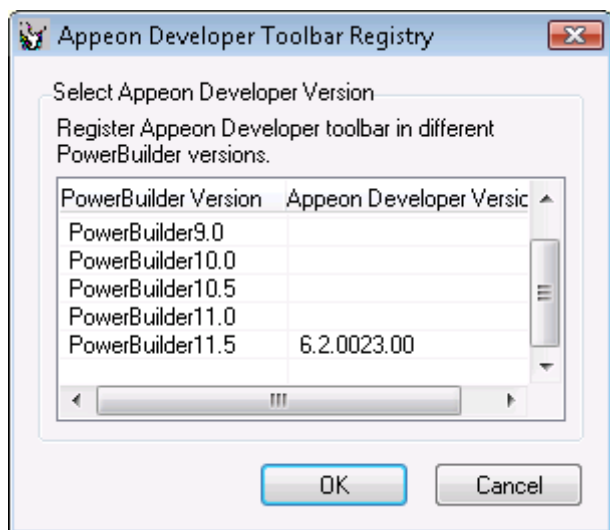 Appeon Developer Toolbar Registry
Select Appeon Developer Version
Register Appeon Developer toolbar in different
PowerBuilder versions.
PowerBuilder Version Appeon Developer Versic
PowerBuilder9.0
PowerBuilder10.0
PowerBuilder10.5
PowerBuilder11.0
PowerBuilder11.5 6.2.0023.00
OK Cancel